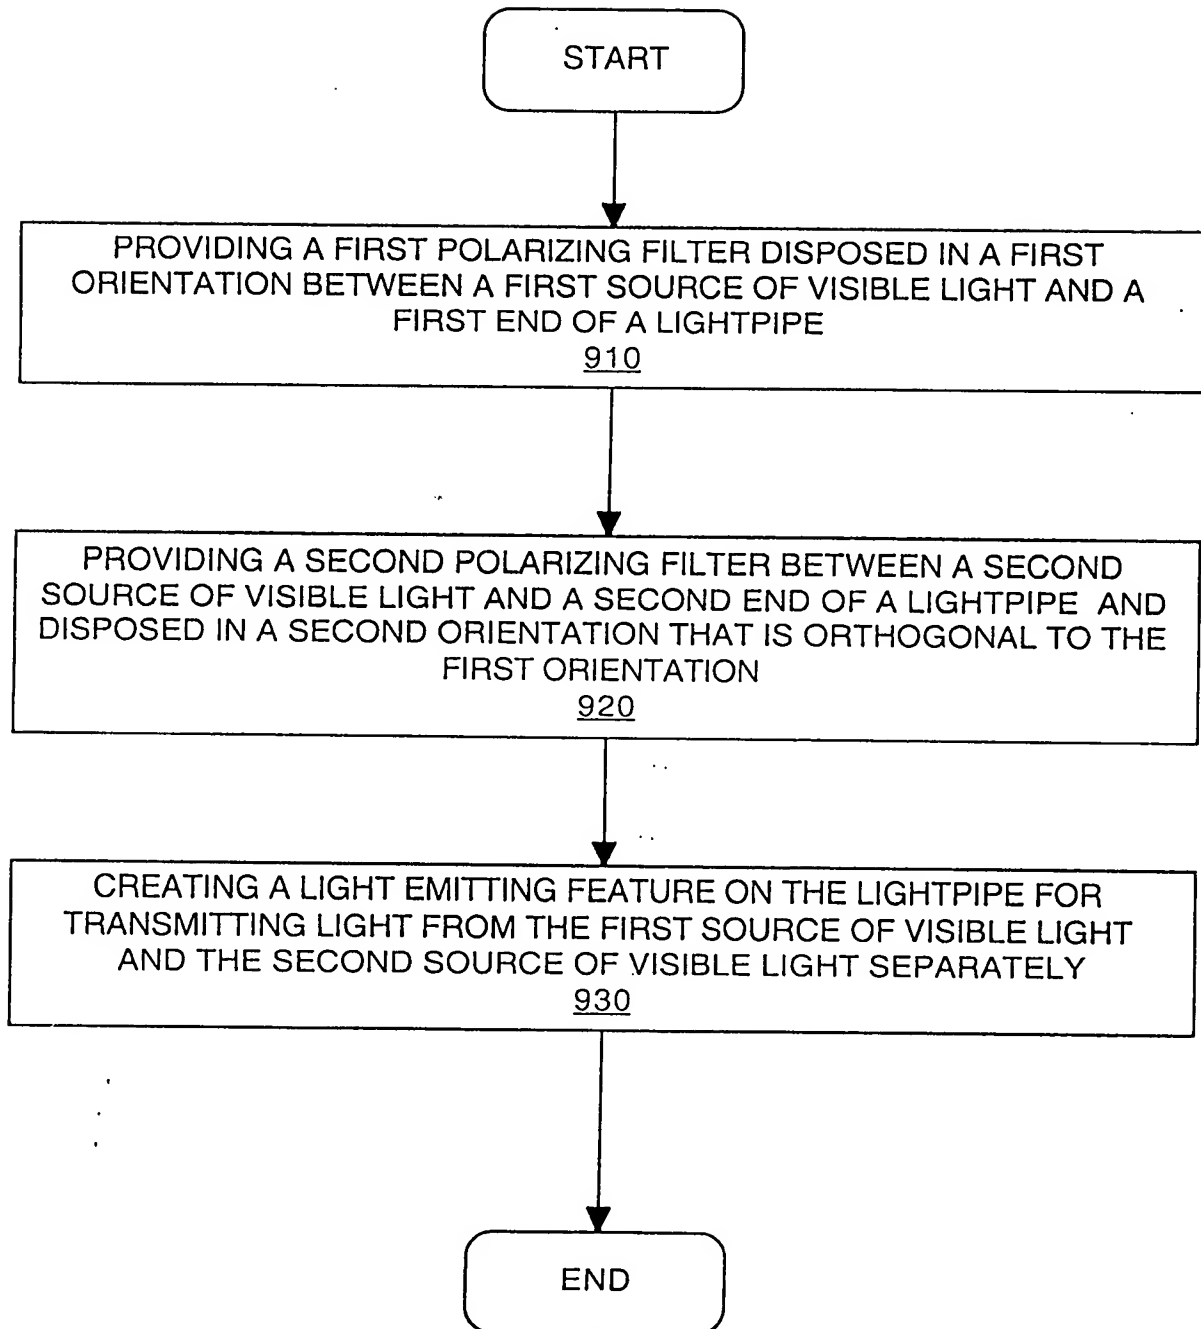 START
PROVIDING A FIRST POLARIZING FILTER DISPOSED IN A FIRST
ORIENTATION BETWEEN A FIRST SOURCE OF VISIBLE LIGHT AND A
FIRST END OF A LIGHTPIPE
910
PROVIDING A SECOND POLARIZING FILTER BETWEEN A SECOND
SOURCE OF VISIBLE LIGHT AND A SECOND END OF A LIGHTPIPE AND
DISPOSED IN A SECOND ORIENTATION THAT IS ORTHOGONAL TO THE
FIRST ORIENTATION
920
CREATING A LIGHT EMITTING FEATURE ON THE LIGHTPIPE FOR
TRANSMITTING LIGHT FROM THE FIRST SOURCE OF VISIBLE LIGHT
AND THE SECOND SOURCE OF VISIBLE LIGHT SEPARATELY
930
END